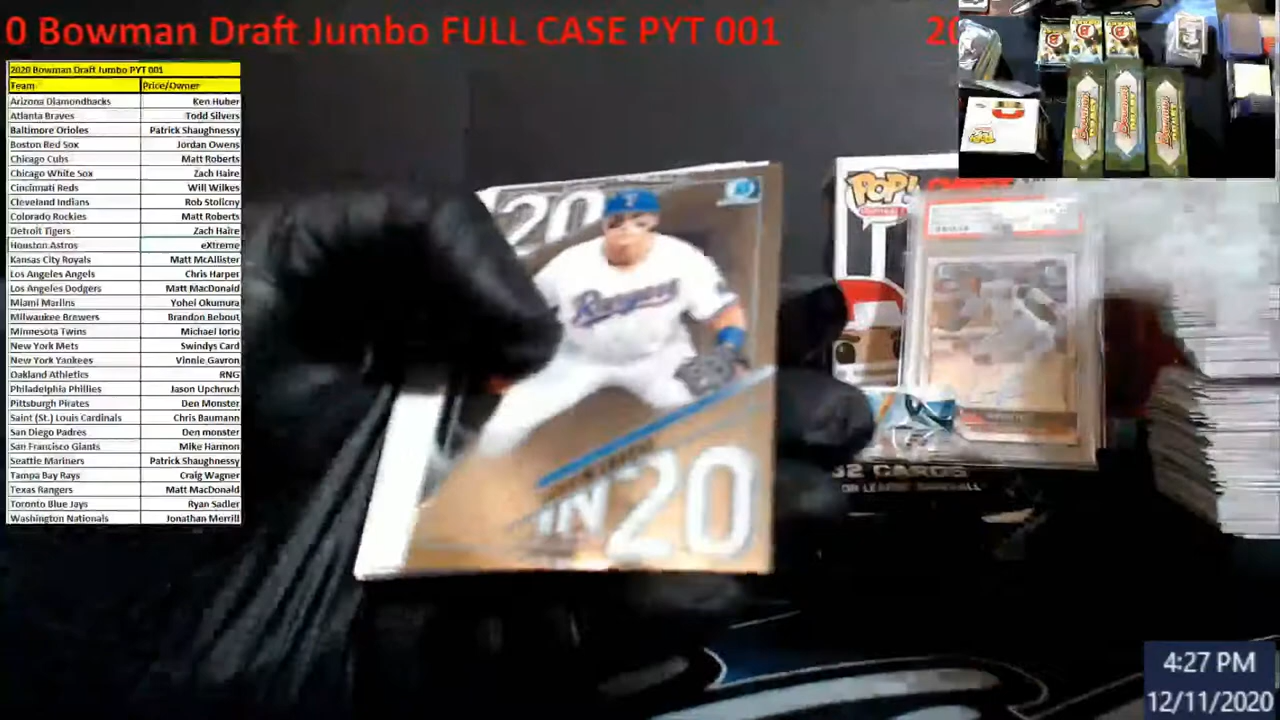 0 Bowman Draft Jumbo FULL CASE PYT 001 20
2020 Bowman Draft Jumbo PYT 001
Team Price/Owner
Arizona Diamondbacks Ken Huber
Atlanta Braves Todd Silvers
Baltimore Orioles Patrick Shaughnessy
Boston Red Sox Jordan Owens
Chicago Cubs Matt Roberts
Chicago White Sox Zach Haire
Cincinnati Reds Will Wilkes
Cleveland Indians Rob Stolicny
Colorado Rockies Matt Roberts
Detroit Tigers Zach Haire
Houston Astros eXtreme
Kansas City Royals Matt McAllister
Los Angeles Angels Chris Harper
Los Angeles Dodgers Matt MacDonald
Miami Marlins Yohei Okumura
Milwaukee Brewers Brandon Bebout
Minnesota Twins Michael Iorio
New York Mets Swindys Card
New York Yankees Vinnie Gavron
Oakland Athletics RNG
Philadelphia Phillies Jason Upchruch
Pittsburgh Pirates Den Monster
Saint (St.) Louis Cardinals Chris Baumann
San Diego Padres Den monster
San Francisco Giants Mike Harmon
Seattle Mariners Patrick Shaughnessy
Tampa Bay Rays Craig Wagner
Texas Rangers Matt MacDonald
Toronto Blue Jays Ryan Sadler
Washington Nationals Jonathan Merrill
20
Rangers
IN 20
POP!
32 CARDS
4:27 PM
12/11/2020